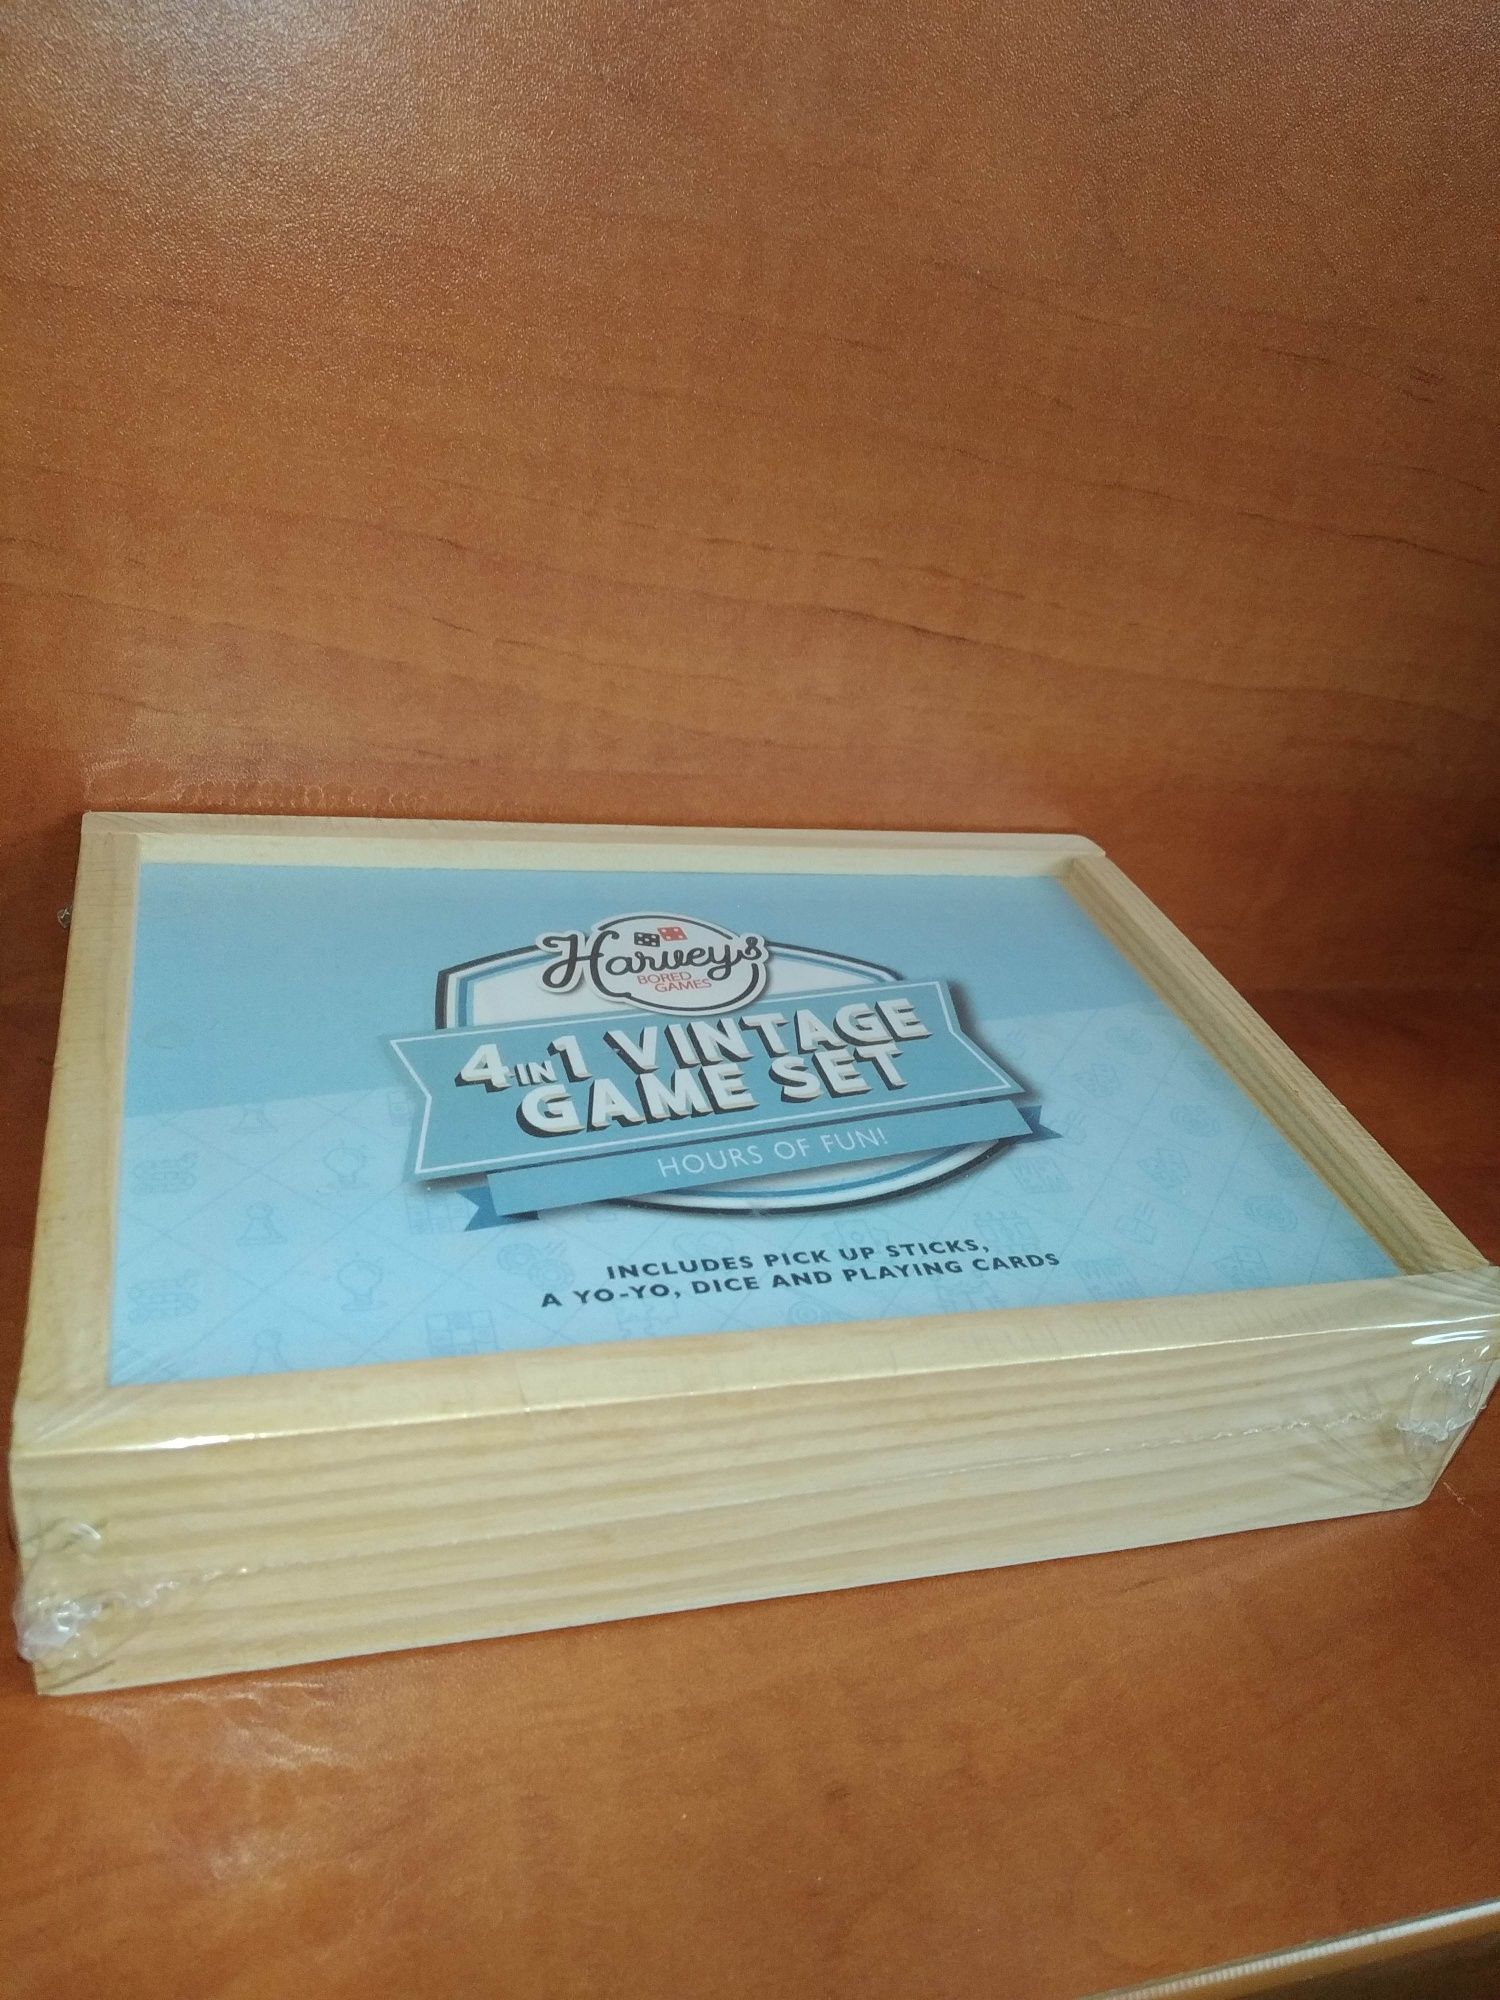 Harveys
BORED
GAMES
4 IN 1 VINTAGE
GAME SET
HOURS OF FUN!
INCLUDES PICK UP STICKS,
A YO-YO, DICE AND PLAYING CARDS